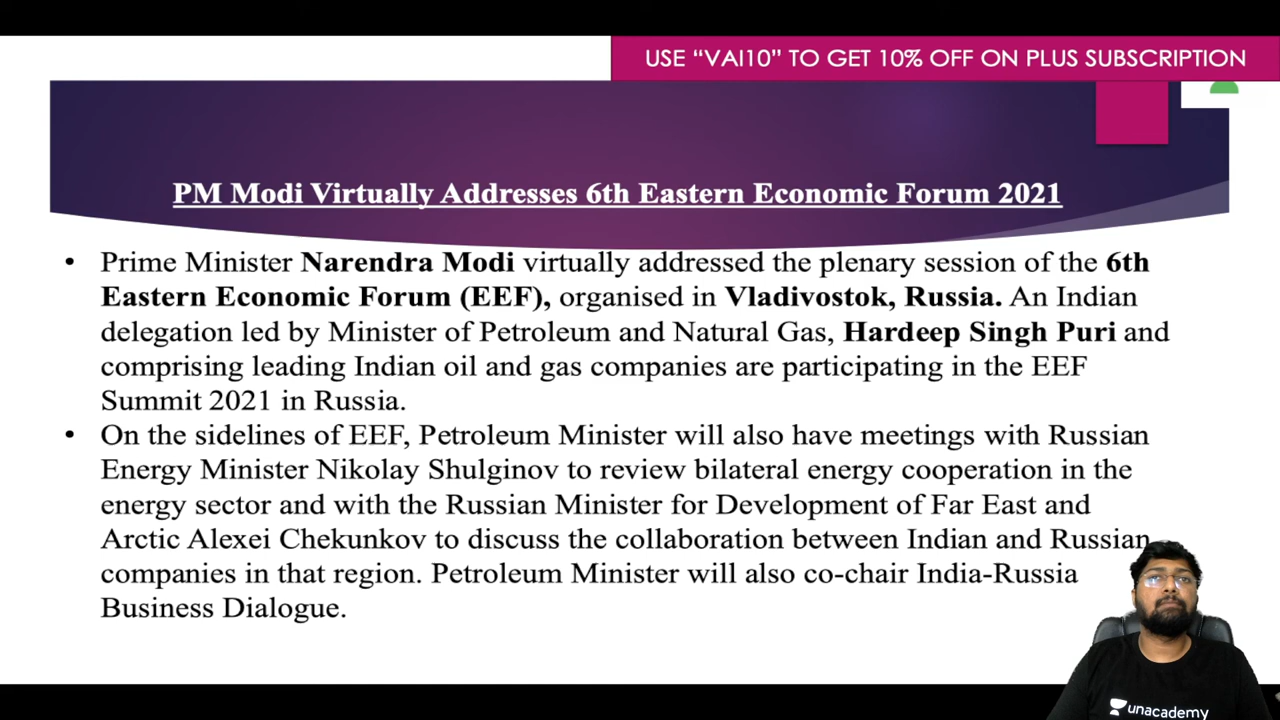 USE “VAI10” TO GET 10% OFF ON PLUS SUBSCRIPTION
PM Modi Virtually Addresses 6th Eastern Economic Forum 2021
• Prime Minister Narendra Modi virtually addressed the plenary session of the 6th
Eastern Economic Forum (EEF), organised in Vladivostok, Russia. An Indian
delegation led by Minister of Petroleum and Natural Gas, Hardeep Singh Puri and
comprising leading Indian oil and gas companies are participating in the EEF
Summit 2021 in Russia.
• On the sidelines of EEF, Petroleum Minister will also have meetings with Russian
Energy Minister Nikolay Shulginov to review bilateral energy cooperation in the
energy sector and with the Russian Minister for Development of Far East and
Arctic Alexei Chekunkov to discuss the collaboration between Indian and Russian
companies in that region. Petroleum Minister will also co-chair India-Russia
Business Dialogue.
unacademy